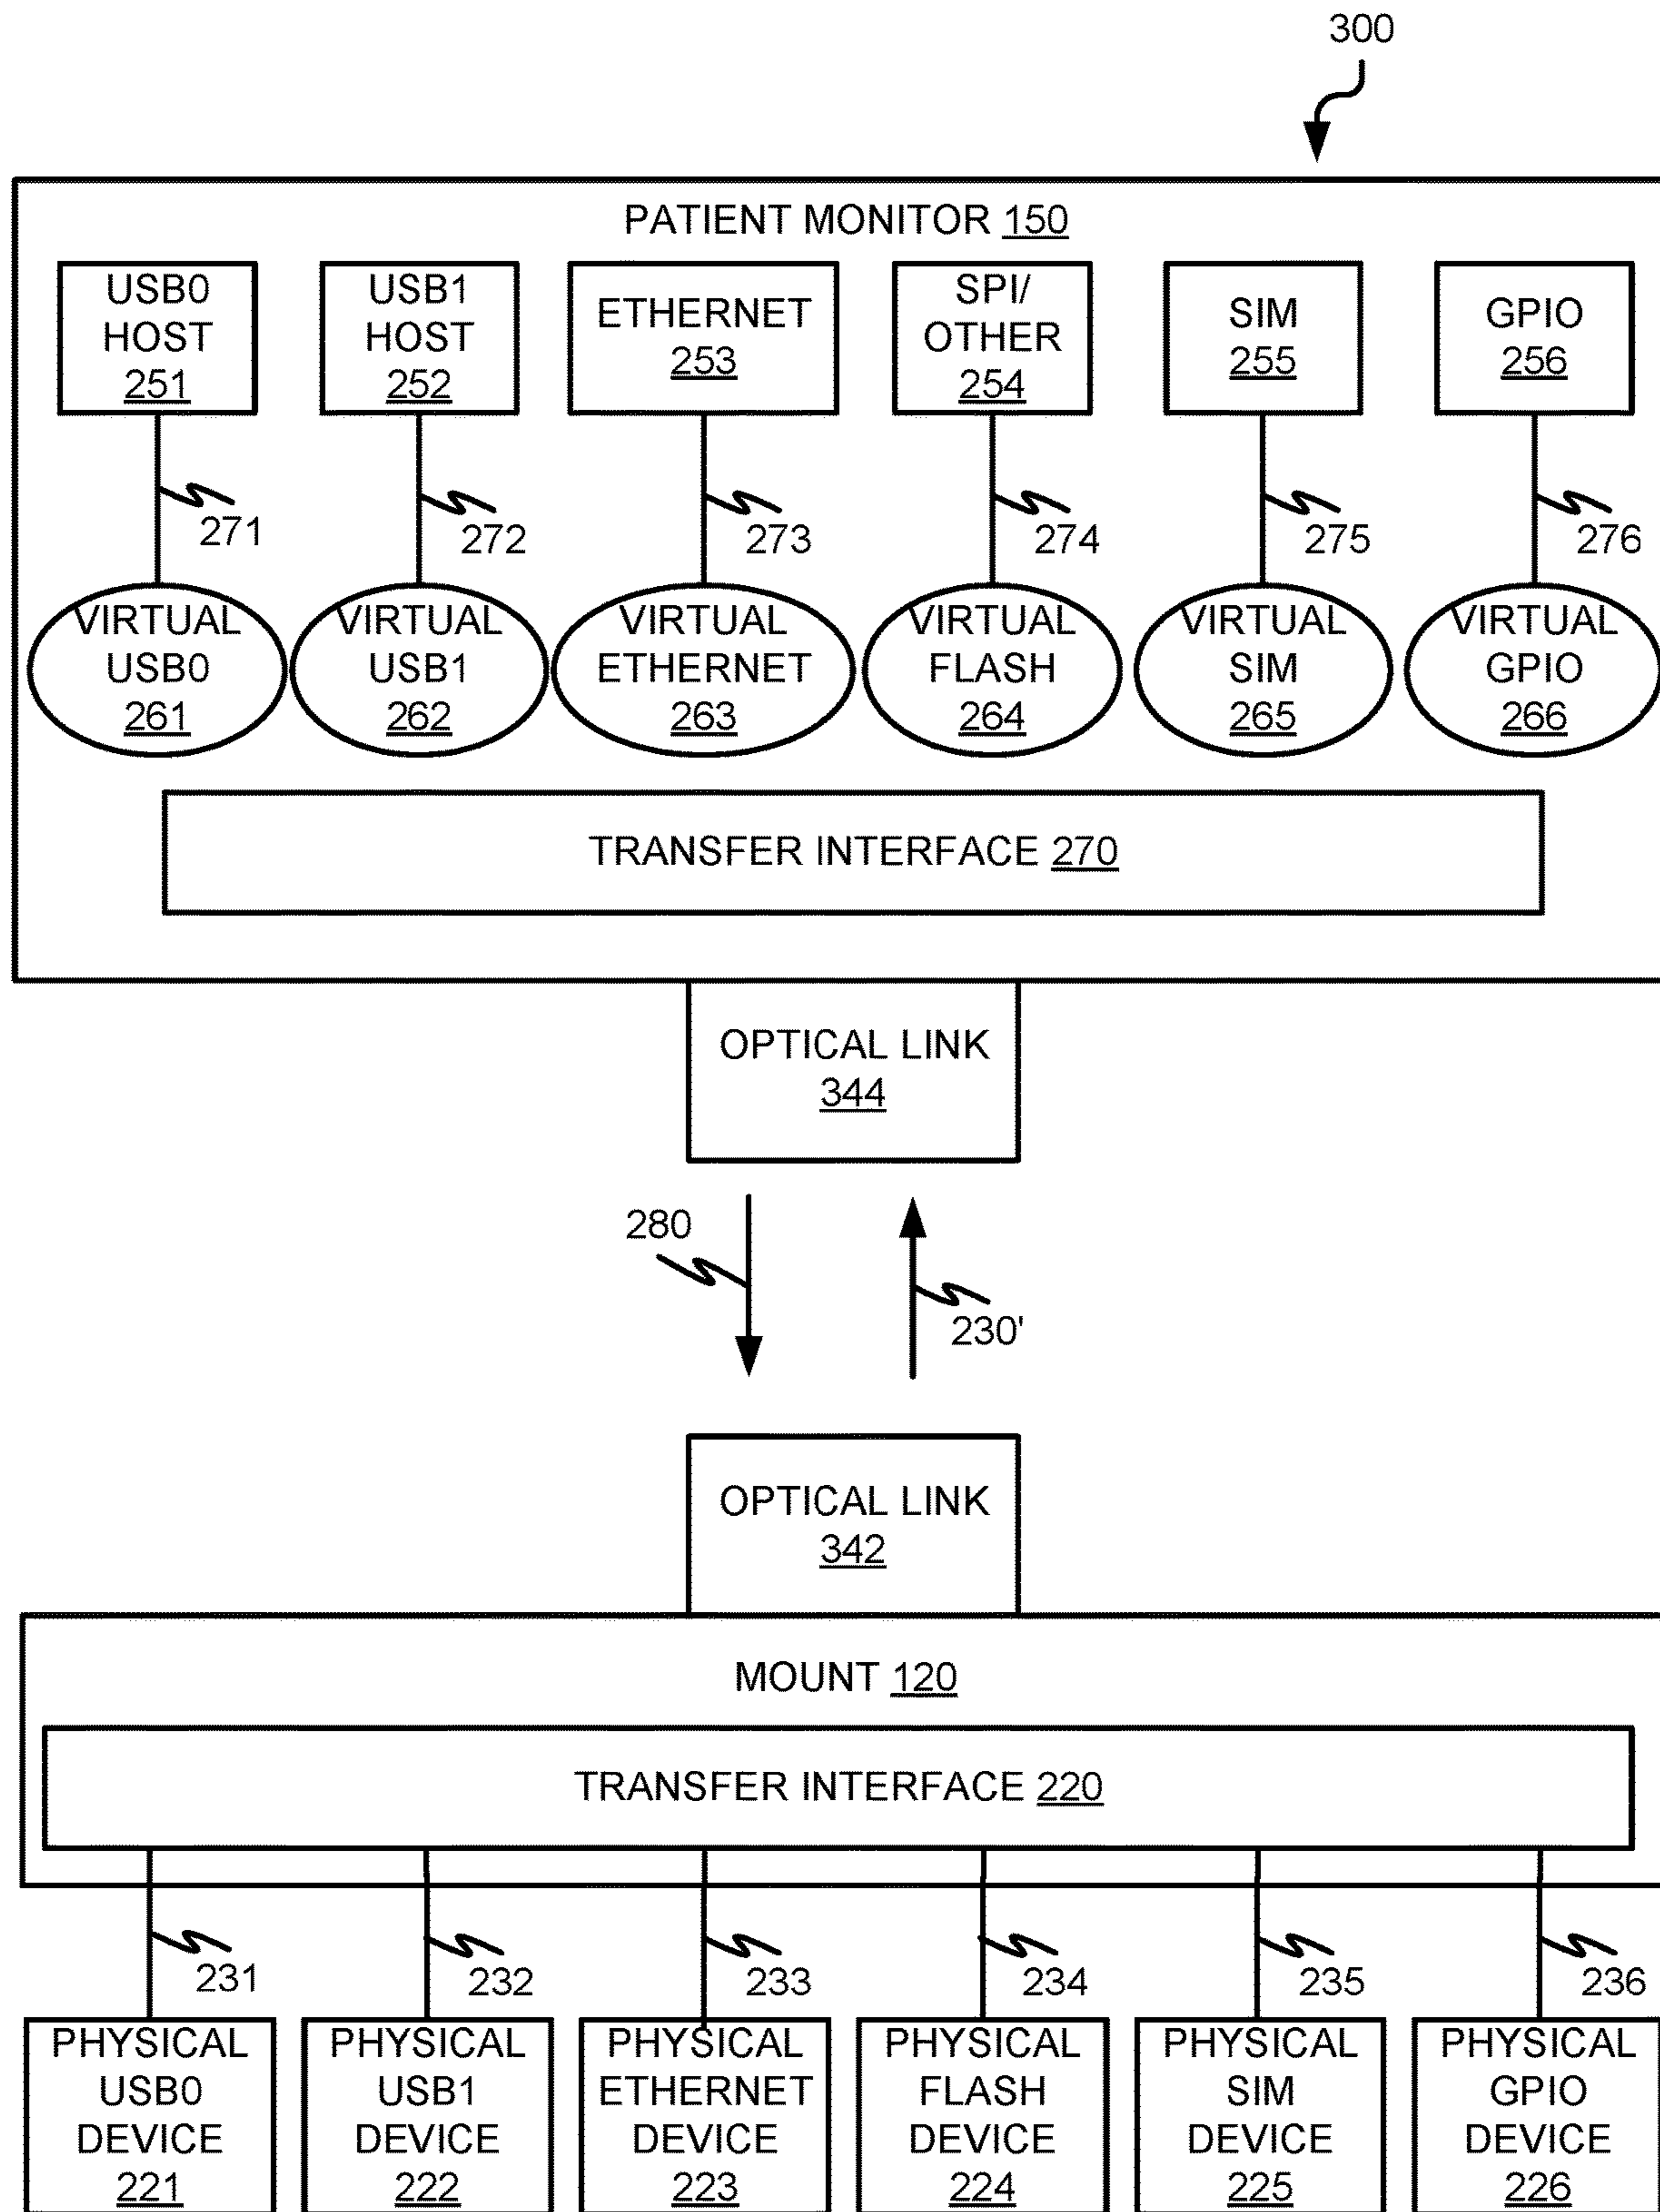 300
PATIENT MONITOR 150
USB0
HOST
251
USB1
HOST
252
ETHERNET
253
SPI/
OTHER
254
SIM
255
GPIO
256
271
272
273
274
275
276
VIRTUAL
USB0
261
VIRTUAL
USB1
262
VIRTUAL
ETHERNET
263
VIRTUAL
FLASH
264
VIRTUAL
SIM
265
VIRTUAL
GPIO
266
TRANSFER INTERFACE 270
OPTICAL LINK
344
280
230'
OPTICAL LINK
342
MOUNT 120
TRANSFER INTERFACE 220
231
232
233
234
235
236
PHYSICAL
USB0
DEVICE
221
PHYSICAL
USB1
DEVICE
222
PHYSICAL
ETHERNET
DEVICE
223
PHYSICAL
FLASH
DEVICE
224
PHYSICAL
SIM
DEVICE
225
PHYSICAL
GPIO
DEVICE
226